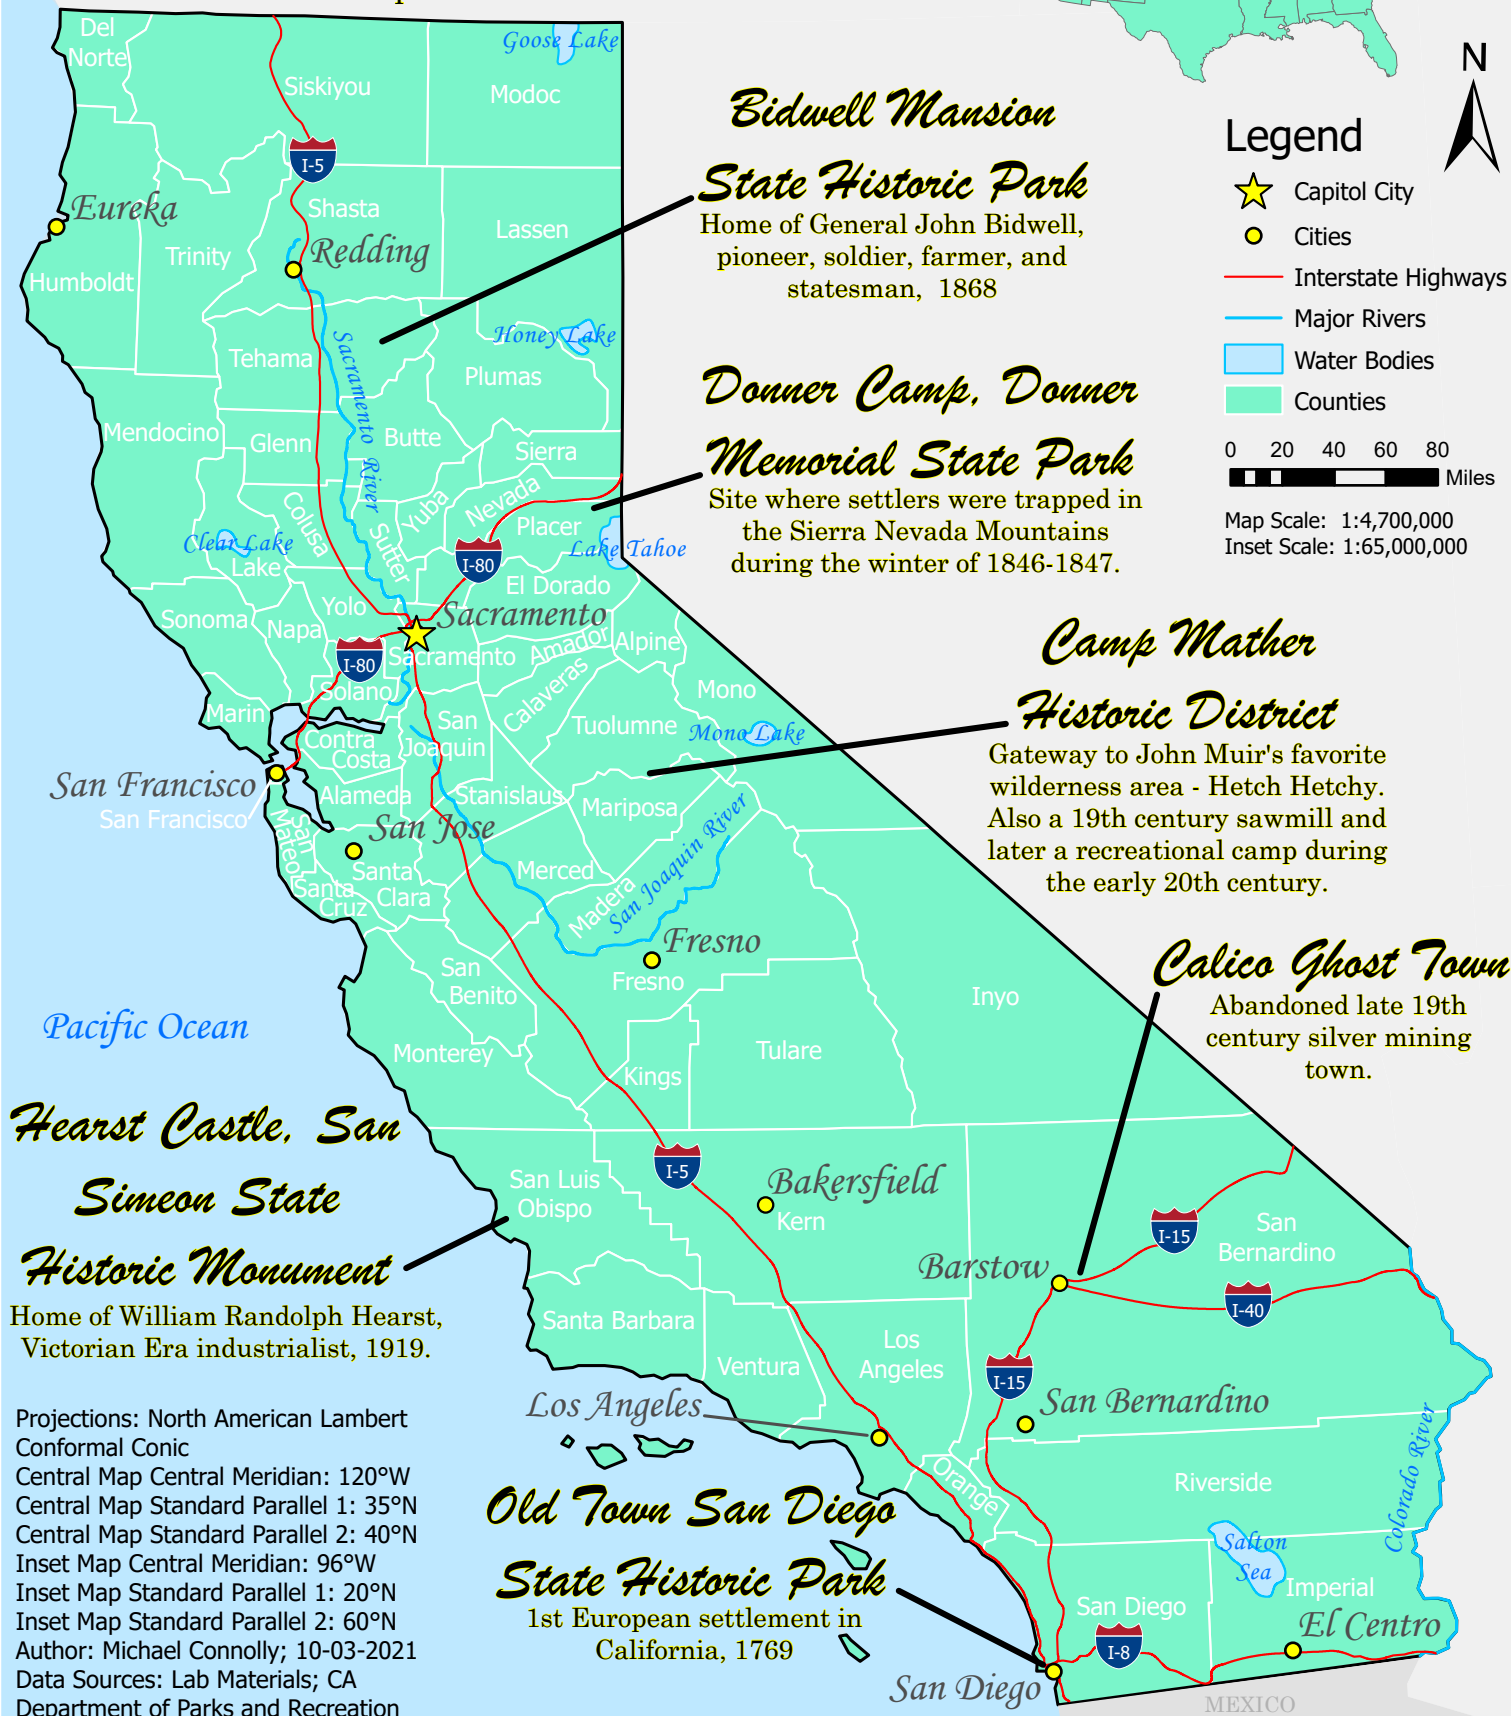 Del
Norte
Siskiyou
Modoc
Goose Lake
I-5
Eureka
Shasta
Redding
Lassen
Trinity
Humboldt
Tehama
Sacramento River
Honey Lake
Plumas
Mendocino
Glenn
Butte
Sierra
Colusa
Yuba
Nevada
Placer
Sutter
Clear Lake
Lake
I-80
Lake Tahoe
El Dorado
Sonoma
Napa
Yolo
Sacramento
I-80
Sacramento
Amador
Alpine
Solano
Calaveras
Mono
Marin
San
Joaquin
Tuolumne
Mono Lake
Contra
Costa
San Francisco
San Francisco
Alameda
Stanislaus
Mariposa
San Jose
San
Mateo
Santa
Clara
Santa
Cruz
Merced
Madera
San Joaquin River
Fresno
Fresno
San
Benito
Inyo
Pacific Ocean
Monterey
Kings
Tulare
San Luis
Obispo
I-5
Bakersfield
Kern
Barstow
I-15
San
Bernardino
I-40
Santa Barbara
Ventura
Los
Angeles
I-15
Los Angeles
San Bernardino
Orange
Riverside
Colorado River
Salton
Sea
Imperial
San Diego
El Centro
I-8
San Diego
MEXICO
Bidwell Mansion
State Historic Park
Home of General John Bidwell,
pioneer, soldier, farmer, and
statesman, 1868
Donner Camp, Donner
Memorial State Park
Site where settlers were trapped in
the Sierra Nevada Mountains
during the winter of 1846-1847.
Camp Mather
Historic District
Gateway to John Muir's favorite
wilderness area - Hetch Hetchy.
Also a 19th century sawmill and
later a recreational camp during
the early 20th century.
Calico Ghost Town
Abandoned late 19th
century silver mining
town.
Hearst Castle, San
Simeon State
Historic Monument
Home of William Randolph Hearst,
Victorian Era industrialist, 1919.
Old Town San Diego
State Historic Park
1st European settlement in
California, 1769
N
Legend
Capitol City
Cities
Interstate Highways
Major Rivers
Water Bodies
Counties
0 20 40 60 80
Miles
Map Scale: 1:4,700,000
Inset Scale: 1:65,000,000
Projections: North American Lambert
Conformal Conic
Central Map Central Meridian: 120°W
Central Map Standard Parallel 1: 35°N
Central Map Standard Parallel 2: 40°N
Inset Map Central Meridian: 96°W
Inset Map Standard Parallel 1: 20°N
Inset Map Standard Parallel 2: 60°N
Author: Michael Connolly; 10-03-2021
Data Sources: Lab Materials; CA
Department of Parks and Recreation